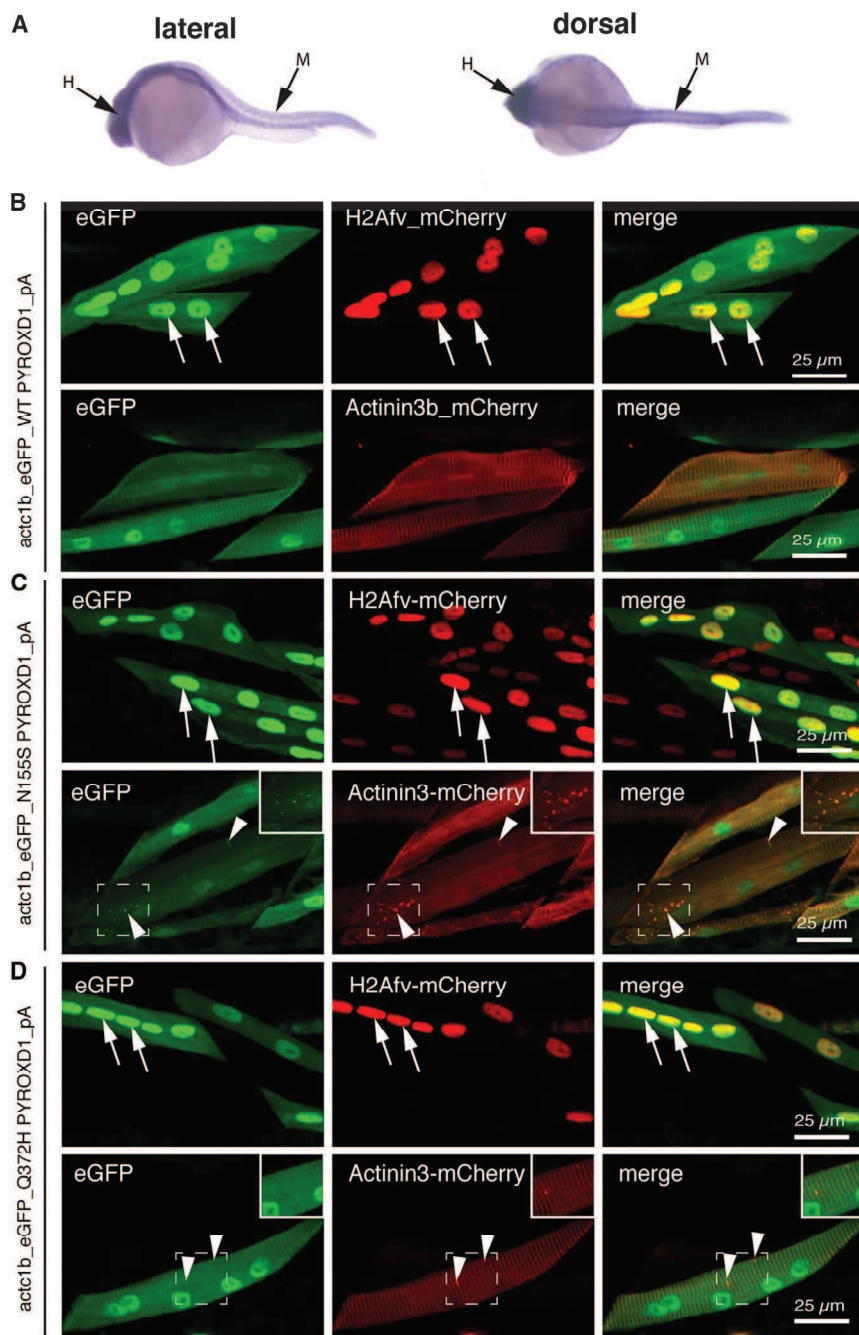 A
lateral
dorsal
H
M
H
M
B
actc1b_eGFP_WT PYROXD1_pA
eGFP
H2Afv_mCherry
merge
25 µm
eGFP
Actinin3b_mCherry
merge
25 µm
C
actc1b_eGFP_N155S PYROXD1_pA
eGFP
H2Afv-mCherry
merge
25 µm
eGFP
Actinin3-mCherry
merge
25 µm
D
actc1b_eGFP_Q372H PYROXD1_pA
eGFP
H2Afv-mCherry
merge
25 µm
eGFP
Actinin3-mCherry
merge
25 µm